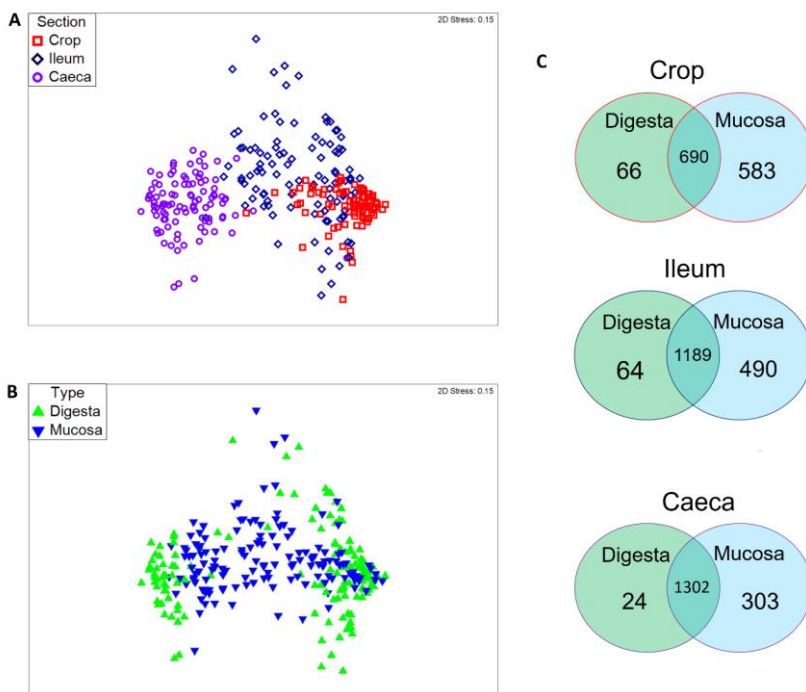 A
2D Stress: 0.15
Section
Crop
Ileum
Caeca
B
2D Stress: 0.15
Type
Digesta
Mucosa
C
Crop
Digesta Mucosa
66 690 583
Ileum
Digesta Mucosa
64 1189 490
Caeca
Digesta Mucosa
24 1302 303